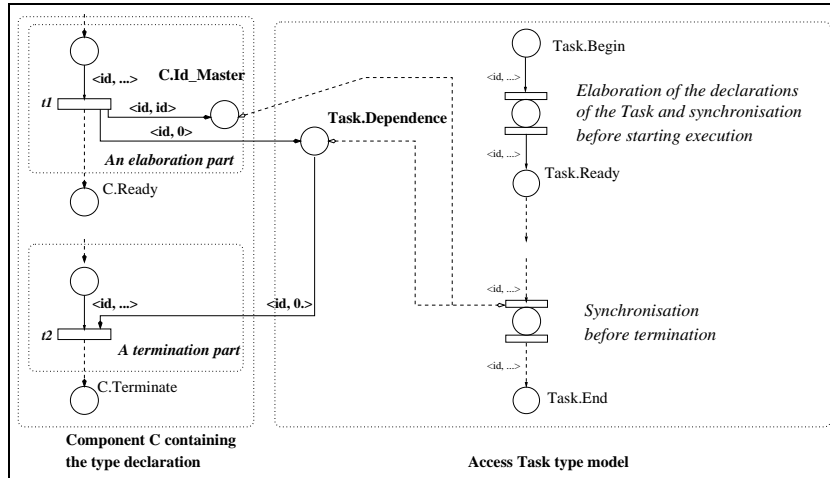 <id, ...>
C.Id_Master
t1
<id, id>
<id, 0>
Task.Dependence
An elaboration part
C.Ready
<id, ...>
<id, 0.>
t2
A termination part
C.Terminate
Component C containing
the type declaration
Task.Begin
<id, ...>
Elaboration of the declarations
of the Task and synchronisation
before starting execution
<id, ...>
Task.Ready
<id, ...>
Synchronisation
before termination
<id, ...>
Task.End
Access Task type model